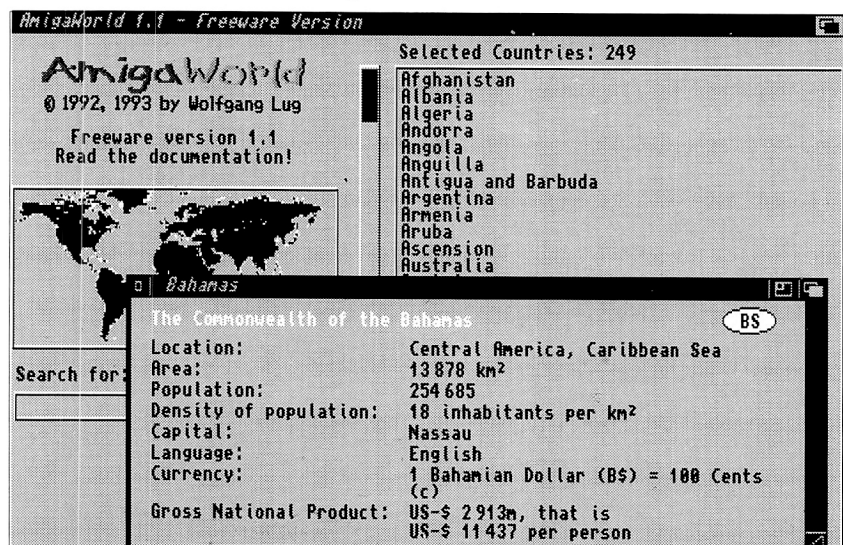 AmigaWorld 1.1 - Freeware Version
AmigaWorld
© 1992, 1993 by Wolfgang Lug
Freeware version 1.1
Read the documentation!
Search for:
Selected Countries: 249
Afghanistan
Albania
Algeria
Andorra
Angola
Anguilla
Antigua and Barbuda
Argentina
Armenia
Aruba
Ascension
Australia
Bahamas
The Commonwealth of the Bahamas
BS
Location: Central America, Caribbean Sea
Area: 13 878 km²
Population: 254 685
Density of population: 18 inhabitants per km²
Capital: Nassau
Language: English
Currency: 1 Bahamian Dollar (B$) = 100 Cents
(c)
Gross National Product: US-$ 2 913m, that is
US-$ 11 437 per person